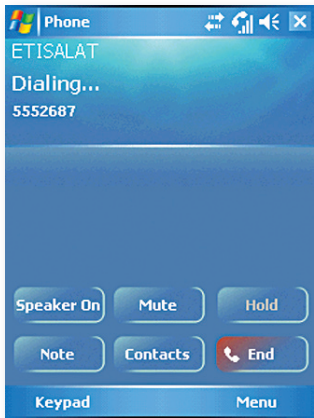 Phone
ETISALAT
Dialing...
5552687
Speaker On Mute Hold
Note Contacts End
Keypad Menu